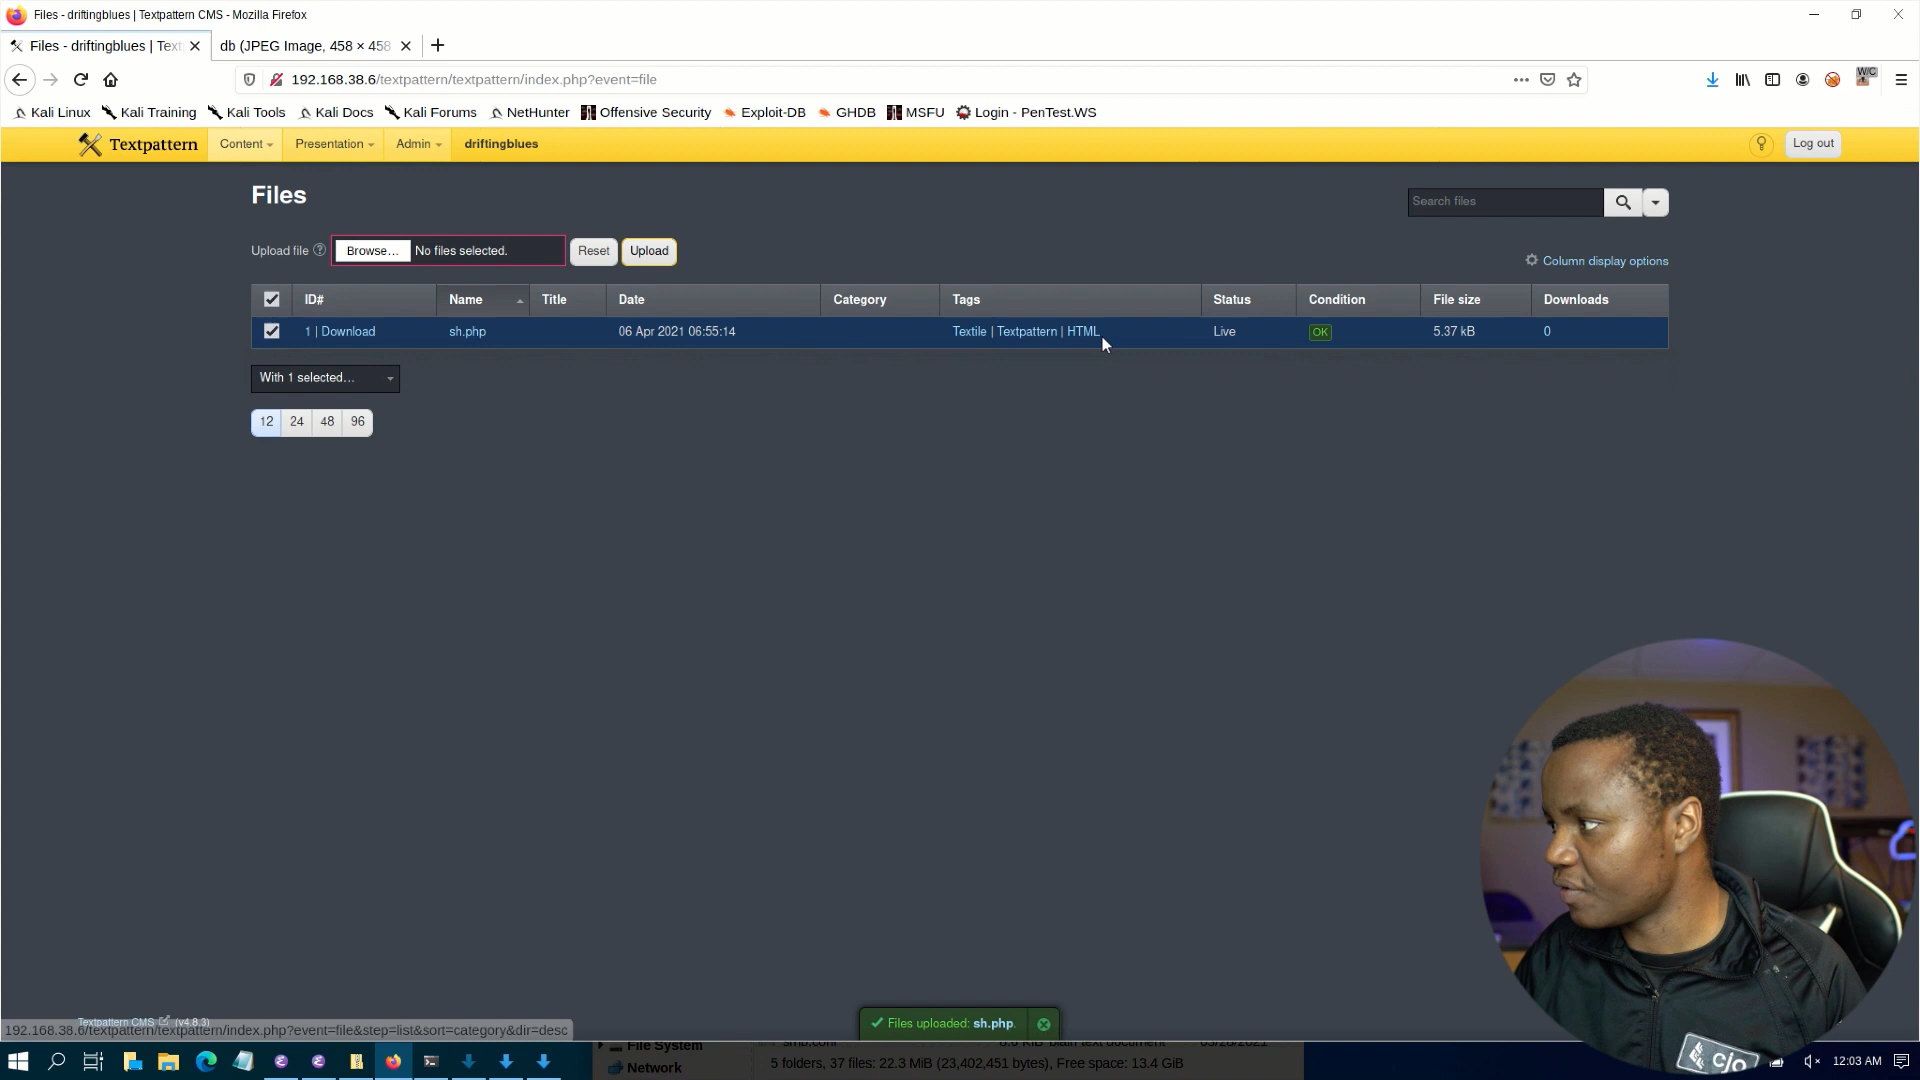 Files - driftingblues | Textpattern CMS - Mozilla Firefox
Files - driftingblues | Text
db (JPEG Image, 458 × 458
192.168.38.6/textpattern/textpattern/index.php?event=file
W/C
Kali Linux Kali Training Kali Tools Kali Docs Kali Forums NetHunter Offensive Security Exploit-DB GHDB MSFU Login - PenTest.WS
Textpattern Content Presentation Admin driftingblues Log out
Files
Search files
Upload file Browse... No files selected. Reset Upload
Column display options
ID# Name Title Date Category Tags Status Condition File size Downloads
1 | Download sh.php 06 Apr 2021 06:55:14 Textile | Textpattern | HTML Live OK 5.37 kB 0
With 1 selected...
12 24 48 96
Textpattern CMS (v4.8.3)
192.168.38.6/textpattern/textpattern/index.php?event=file&step=list&sort=category&dir=desc
Files uploaded: sh.php.
File System
Network
5 folders, 37 files: 22.3 MiB (23,402,451 bytes), Free space: 13.4 GiB
12:03 AM